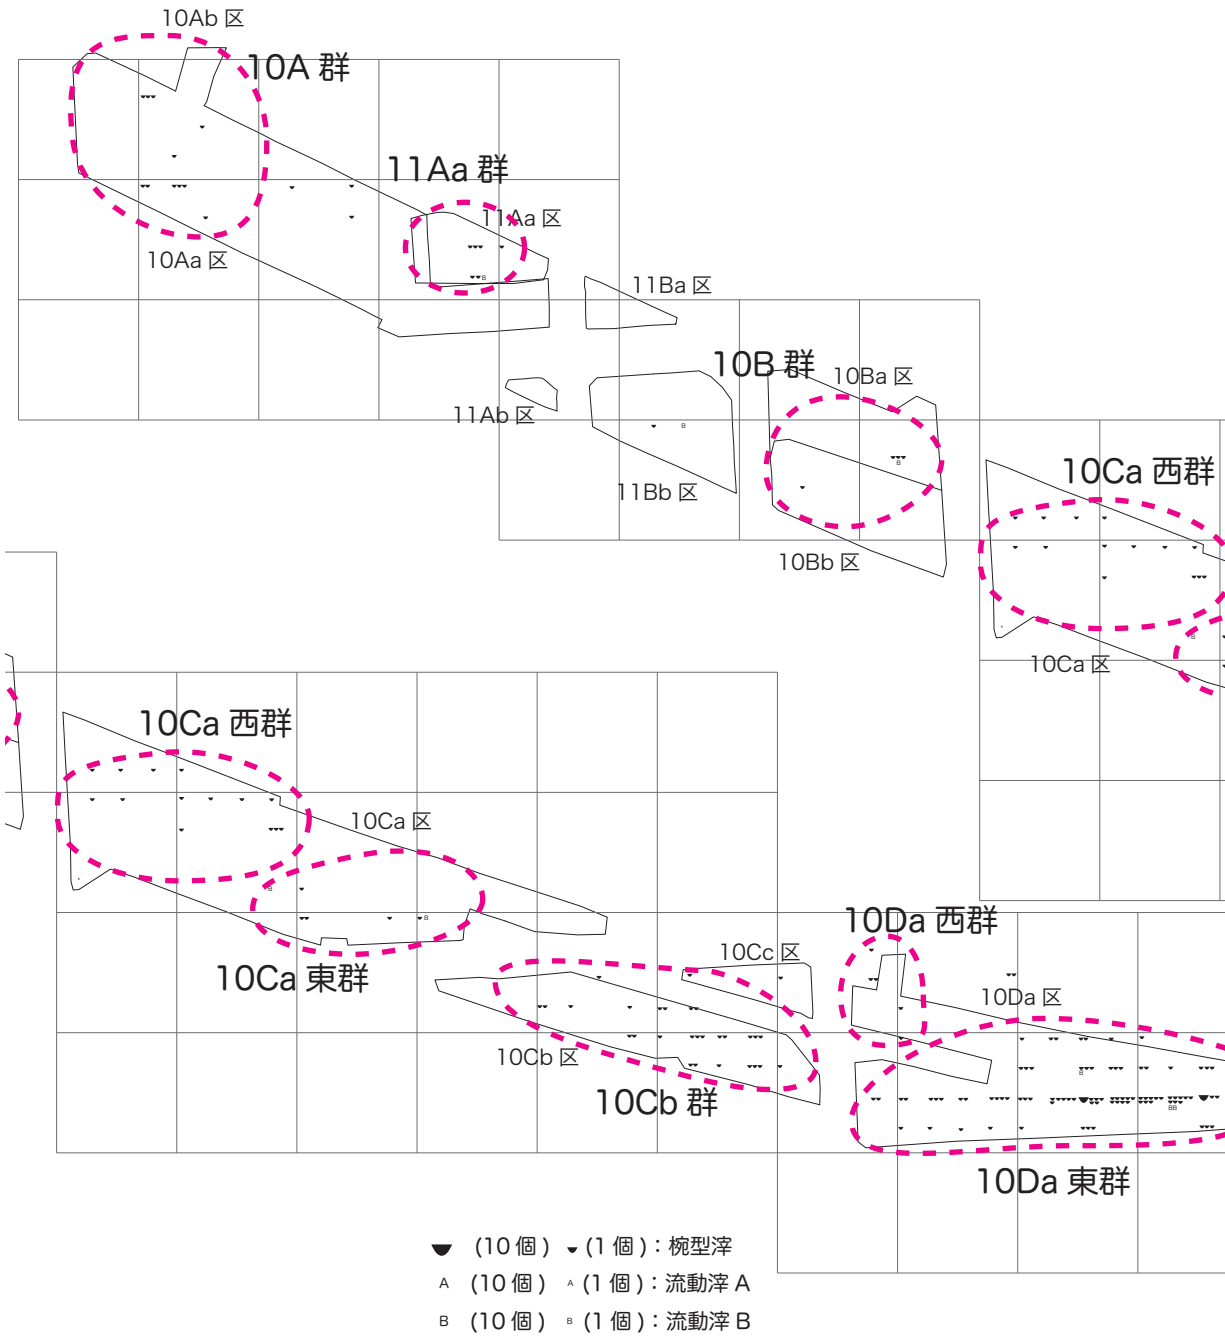 10Ab 区
10A 群
11Aa 群
11Aa 区
10Aa 区
11Ba 区
10B 群
10Ba 区
11Ab 区
B
B
B
10Ca 西群
11Bb 区
10Bb 区
B
10Ca 区
10Ca 西群
10Ca 区
B
B
10Ca 東群
10Da 西群
10Cc 区
10Da 区
10Cb 区
B
10Cb 群
BB
10Da 東群
(10 個 ) (1 個 ) : 椀型滓
A (10 個 ) A (1 個 ) : 流動滓 A
B (10 個 ) B (1 個 ) : 流動滓 B